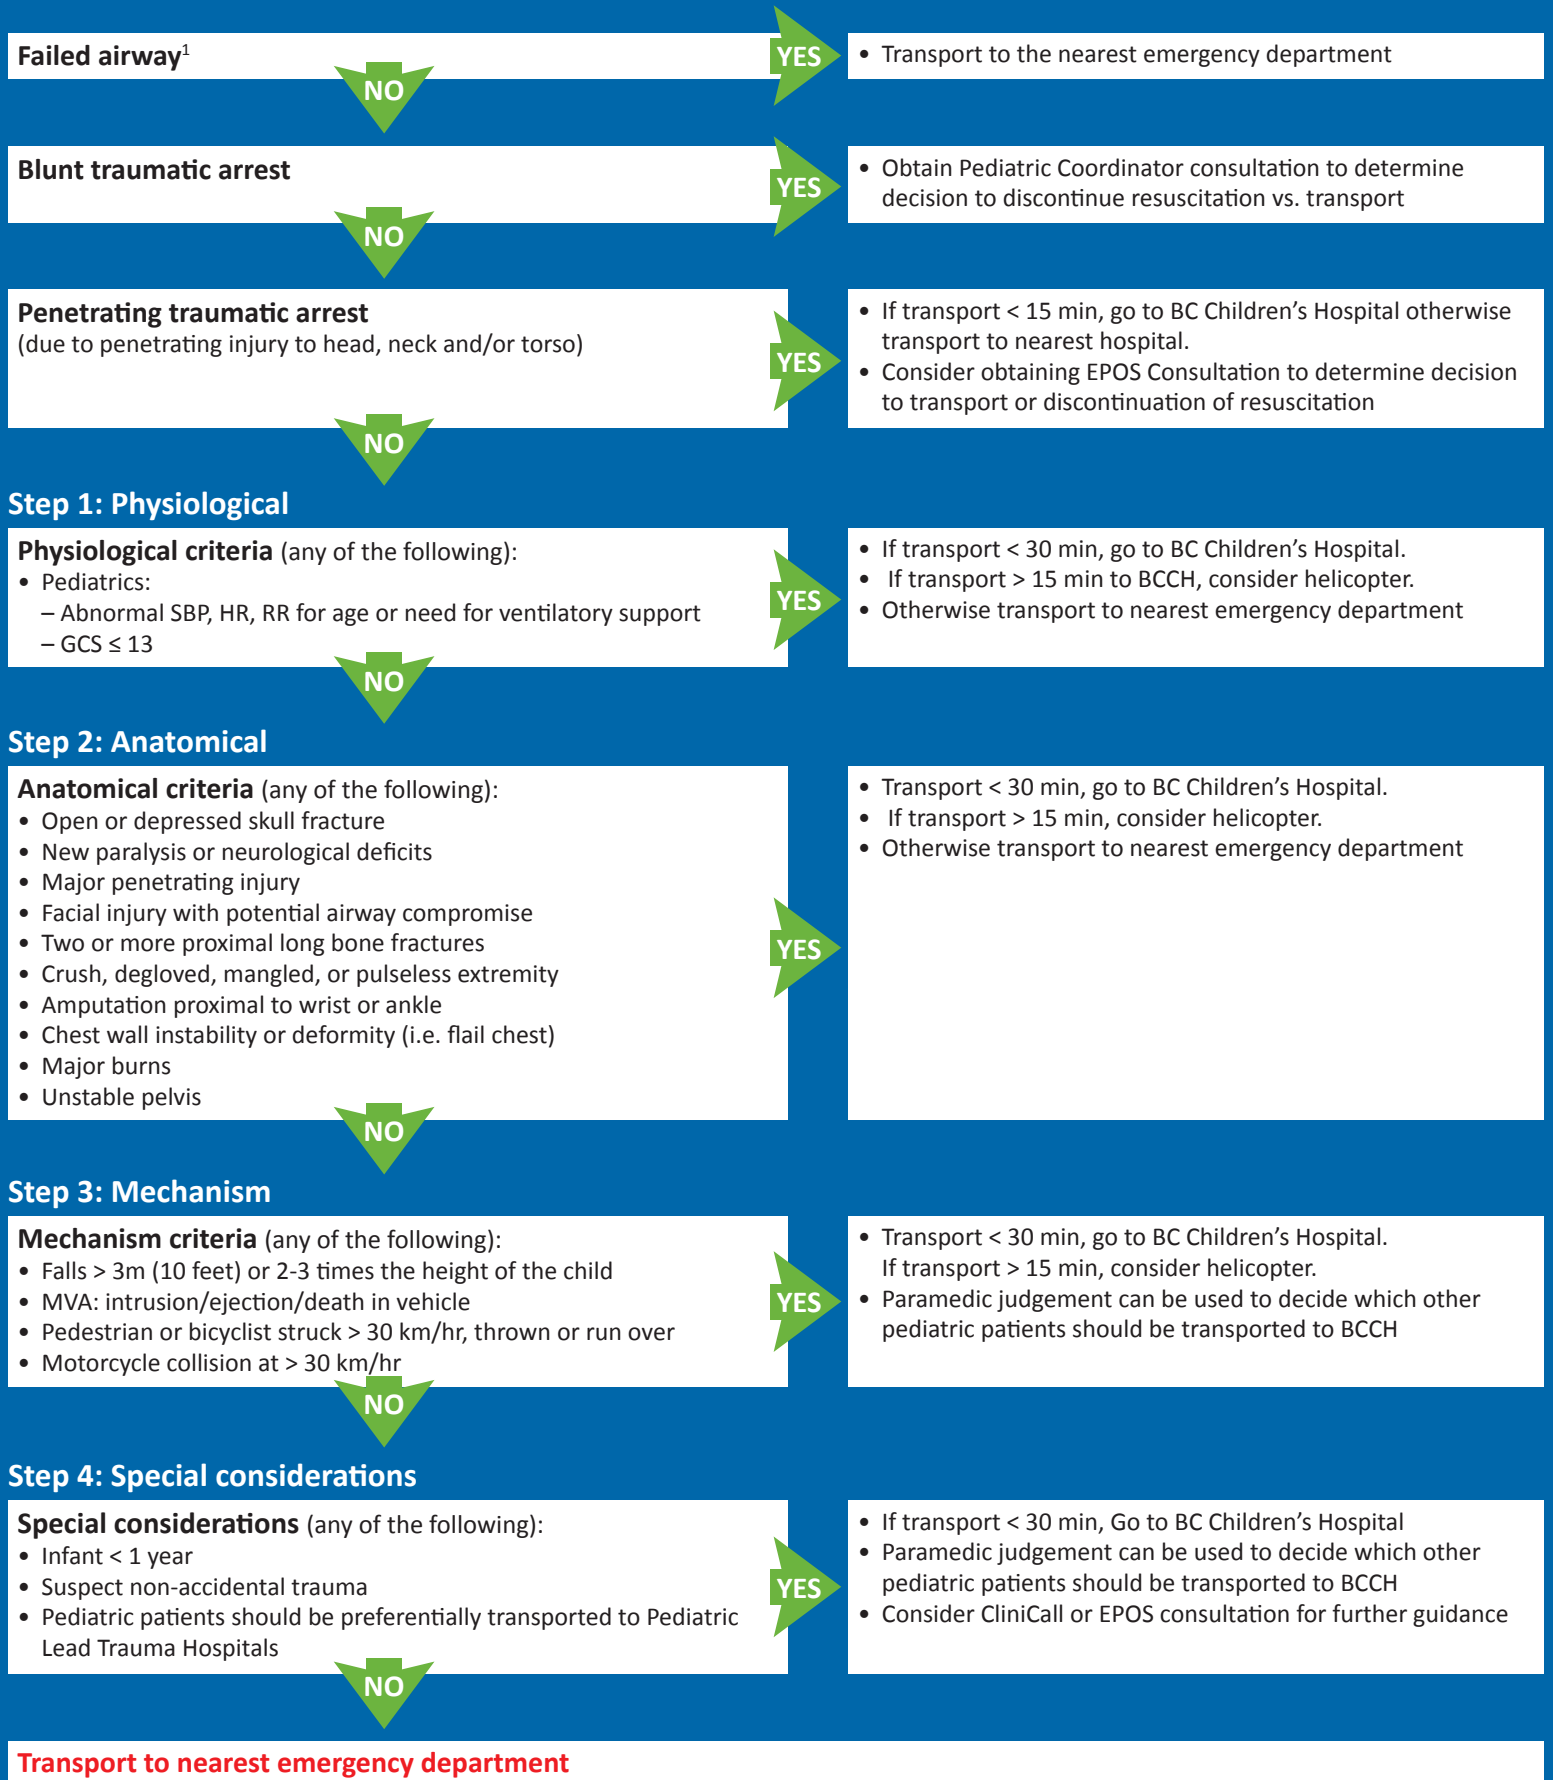 Failed airway1
YES
• Transport to the nearest emergency department
NO
Blunt traumatic arrest
YES
• Obtain Pediatric Coordinator consultation to determine
decision to discontinue resuscitation vs. transport
NO
Penetrating traumatic arrest
(due to penetrating injury to head, neck and/or torso)
YES
• If transport < 15 min, go to BC Children's Hospital otherwise
transport to nearest hospital.
• Consider obtaining EPOS Consultation to determine decision
to transport or discontinuation of resuscitation
NO
Step 1: Physiological
Physiological criteria (any of the following):
• Pediatrics:
– Abnormal SBP, HR, RR for age or need for ventilatory support
– GCS ≤ 13
YES
• If transport < 30 min, go to BC Children's Hospital.
• If transport > 15 min to BCCH, consider helicopter.
• Otherwise transport to nearest emergency department
NO
Step 2: Anatomical
Anatomical criteria (any of the following):
• Open or depressed skull fracture
• New paralysis or neurological deficits
• Major penetrating injury
• Facial injury with potential airway compromise
• Two or more proximal long bone fractures
• Crush, degloved, mangled, or pulseless extremity
• Amputation proximal to wrist or ankle
• Chest wall instability or deformity (i.e. flail chest)
• Major burns
• Unstable pelvis
YES
• Transport < 30 min, go to BC Children's Hospital.
• If transport > 15 min, consider helicopter.
• Otherwise transport to nearest emergency department
NO
Step 3: Mechanism
Mechanism criteria (any of the following):
• Falls > 3m (10 feet) or 2-3 times the height of the child
• MVA: intrusion/ejection/death in vehicle
• Pedestrian or bicyclist struck > 30 km/hr, thrown or run over
• Motorcycle collision at > 30 km/hr
YES
• Transport < 30 min, go to BC Children's Hospital.
If transport > 15 min, consider helicopter.
• Paramedic judgement can be used to decide which other
pediatric patients should be transported to BCCH
NO
Step 4: Special considerations
Special considerations (any of the following):
• Infant < 1 year
• Suspect non-accidental trauma
• Pediatric patients should be preferentially transported to Pediatric
Lead Trauma Hospitals
YES
• If transport < 30 min, Go to BC Children's Hospital
• Paramedic judgement can be used to decide which other
pediatric patients should be transported to BCCH
• Consider CliniCall or EPOS consultation for further guidance
NO
Transport to nearest emergency department